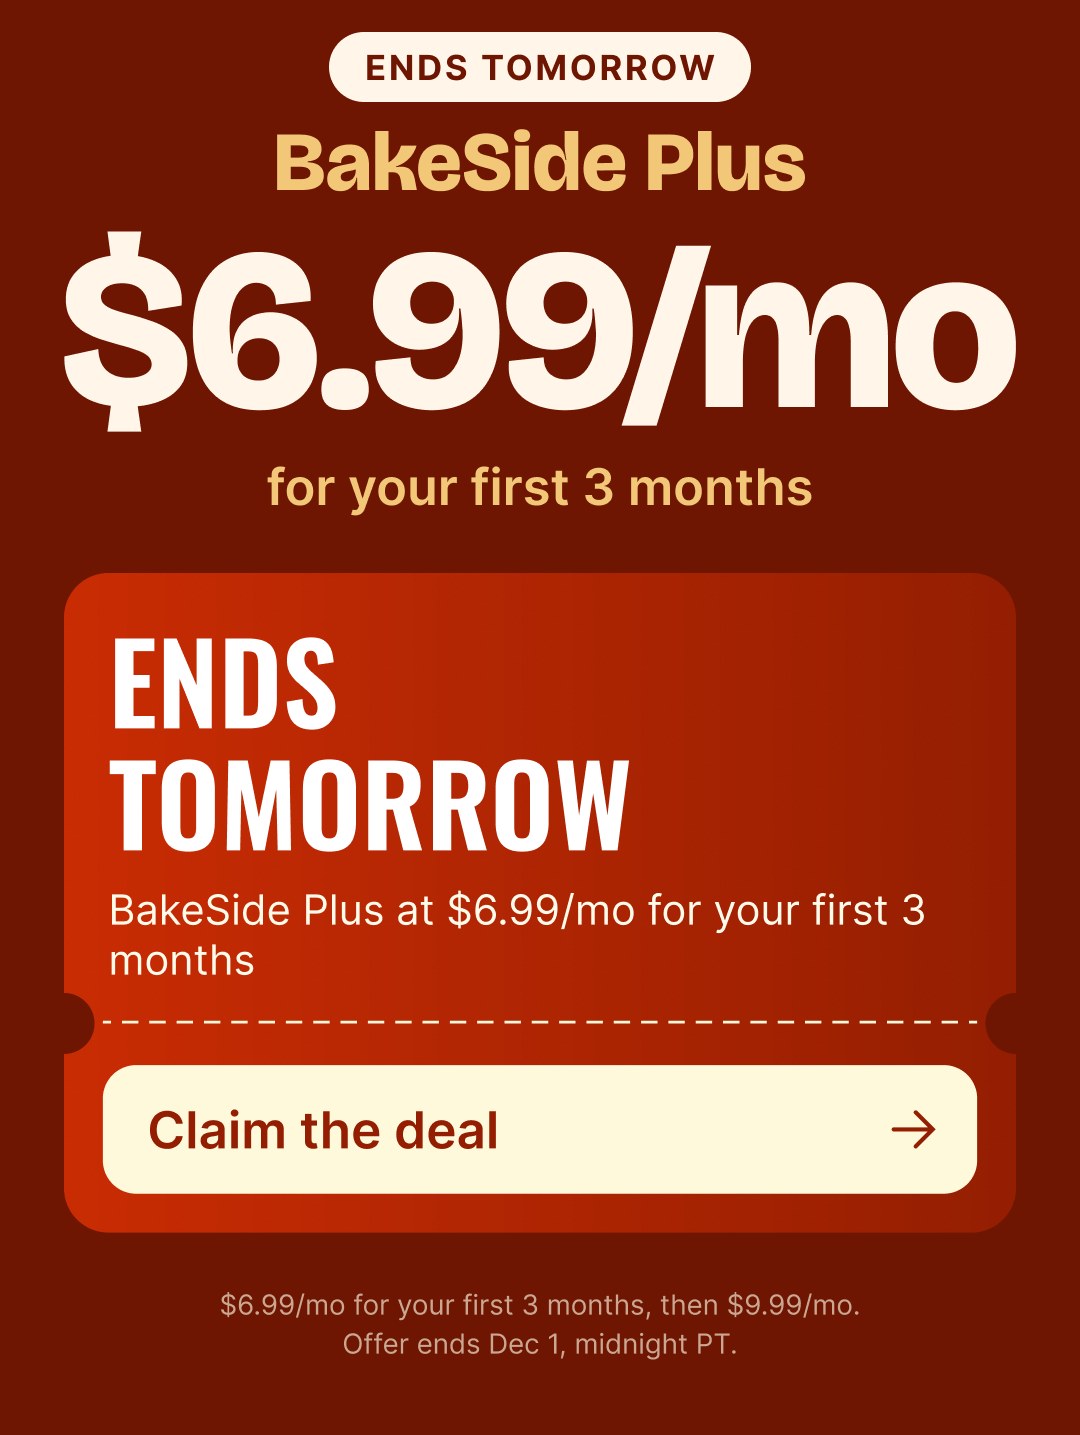 ENDS TOMORROW
BakeSide Plus
$6.99/mo
for your first 3 months
ENDS
TOMORROW
BakeSide Plus at $6.99/mo for your first 3
months
Claim the deal
$6.99/mo for your first 3 months, then $9.99/mo.
Offer ends Dec 1, midnight PT.